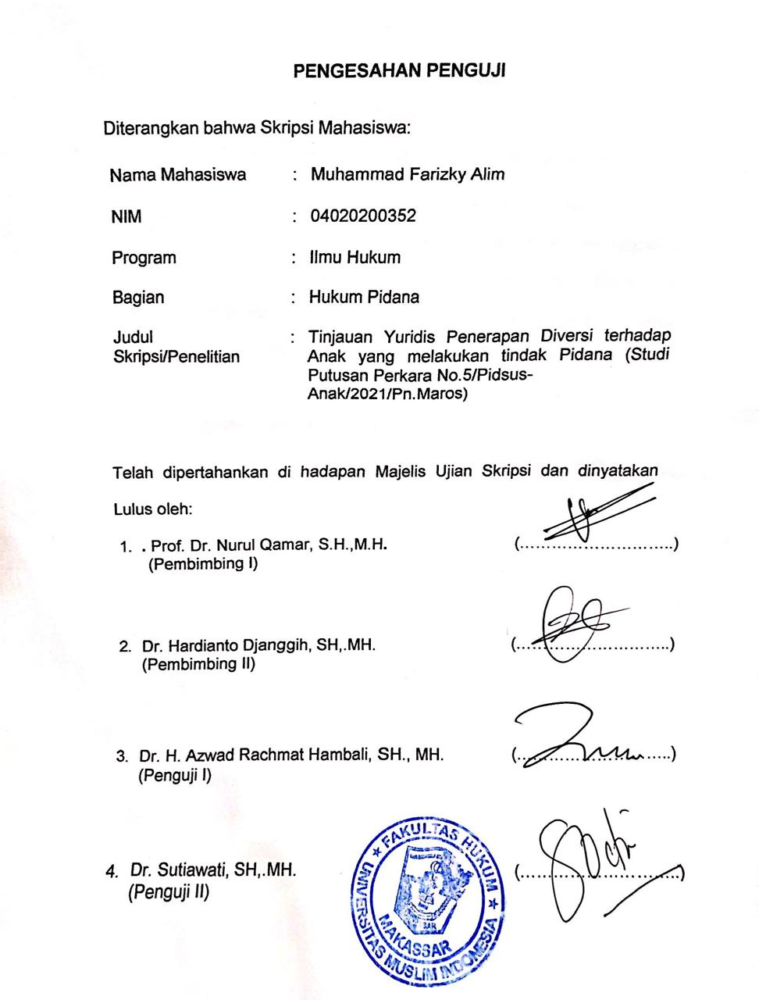 PENGESAHAN PENGUJI
Diterangkan bahwa Skripsi Mahasiswa:
Nama Mahasiswa : Muhammad Farizky Alim
NIM : 04020200352
Program : Ilmu Hukum
Bagian : Hukum Pidana
Judul : Tinjauan Yuridis Penerapan Diversi terhadap
Skripsi/Penelitian Anak yang melakukan tindak Pidana (Studi
Putusan Perkara No.5/Pidsus-
Anak/2021/Pn.Maros)
Telah dipertahankan di hadapan Majelis Ujian Skripsi dan dinyatakan
Lulus oleh:
1. . Prof. Dr. Nurul Qamar, S.H.,M.H. (..............................)
(Pembimbing I)
2. Dr. Hardianto Djanggih, SH,.MH. (..............................)
(Pembimbing II)
3. Dr. H. Azwad Rachmat Hambali, SH., MH. (..............................)
(Penguji I)
4. Dr. Sutiawati, SH,.MH. (..............................)
(Penguji II)
FAKULTAS HUKUM
UNIVERSITAS MUSLIM INDONESIA
MAKASSAR